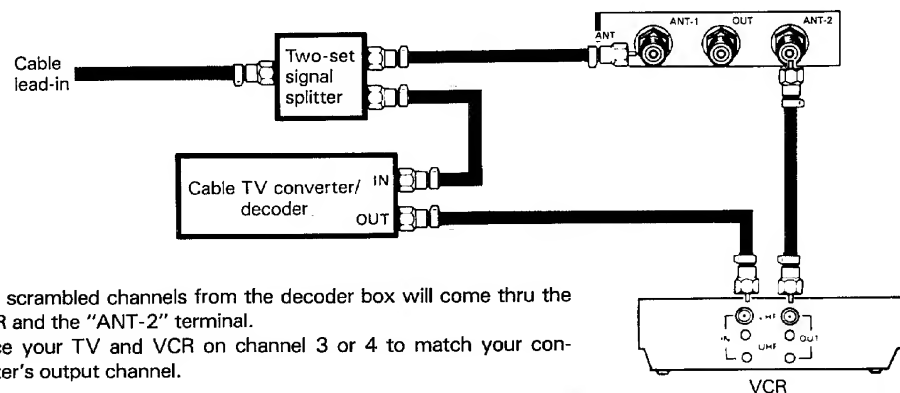 ANT-1 OUT ANT-2
ANT
Cable
lead-in
Two-set
signal
splitter
Cable TV converter/
decoder
IN
OUT
scrambled channels from the decoder box will come thru the
R and the "ANT-2" terminal.
ce your TV and VCR on channel 3 or 4 to match your con-
ter's output channel.
VHF
IN OUT
UHF
VCR